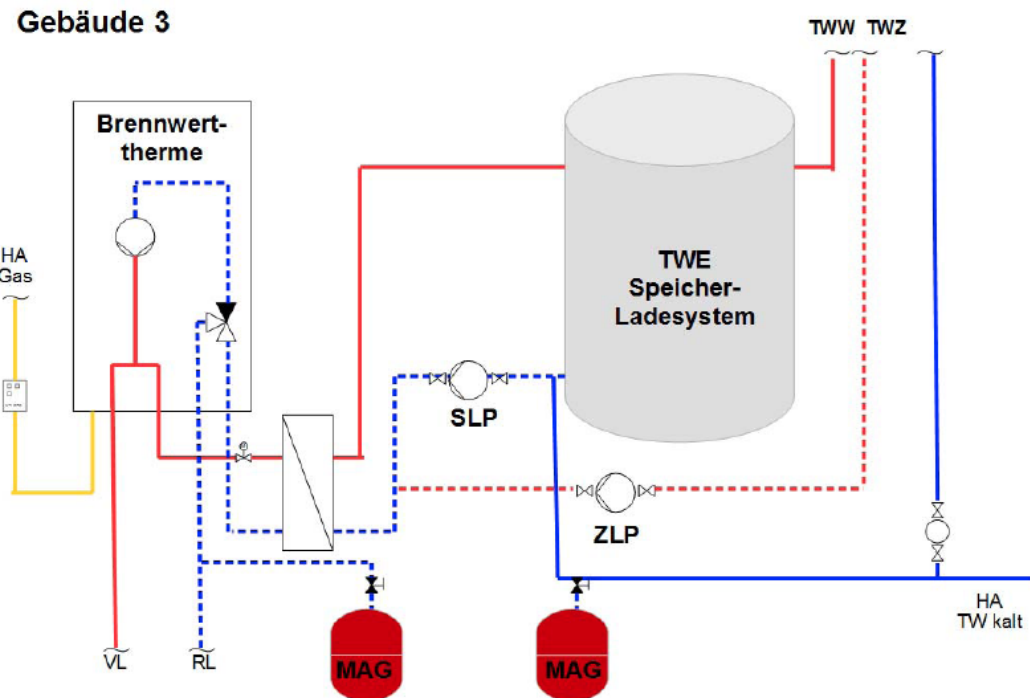 Gebäude 3
TWW TWZ
Brennwert-
therme
HA
Gas
TWE
Speicher-
Ladesystem
SLP
ZLP
HA
TW kalt
VL
RL
MAG
MAG